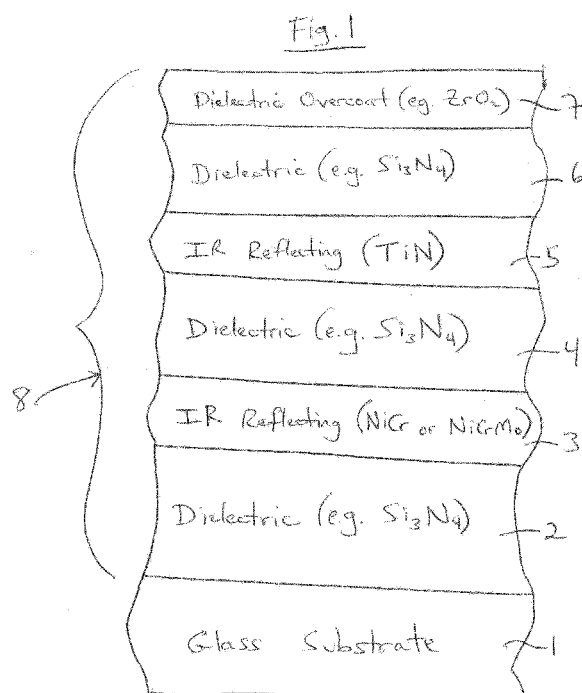 Fig. 1
Dielectric Overcoat (eg. ZrO₂) 7
Dielectric (e.g. Si₃N₄) 6
IR Reflecting (TiN) 5
Dielectric (e.g. Si₃N₄) 4
8
IR Reflecting (NiCr or NiCrMo) 3
Dielectric (e.g. Si₃N₄) 2
Glass Substrate 1